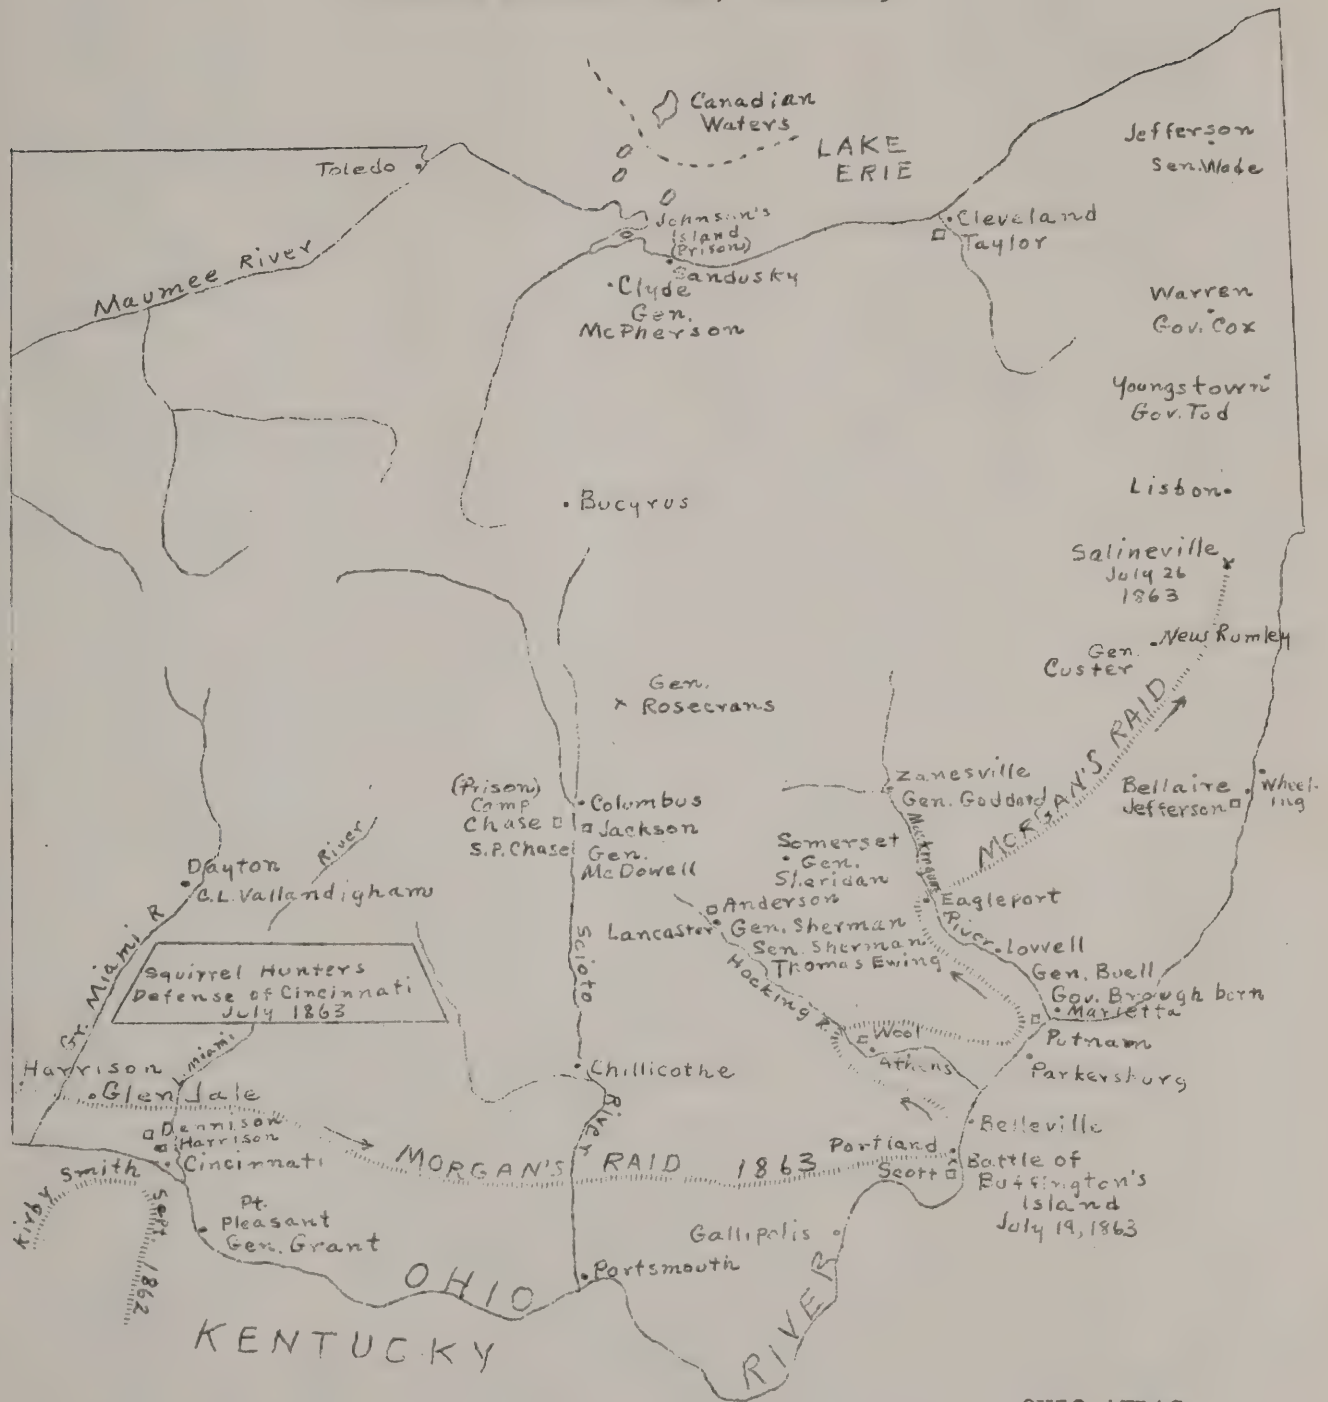 Canadian
Waters
LAKE
ERIE
Jefferson
Sen. Wade
Toledo
Maumee River
Johnson's
Island
(Prison)
Sandusky
Clyde
Gen.
McPherson
Cleveland
Taylor
Warren
Gov. Cox
Youngstown
Gov. Tod
Lisbon
Bucyrus
Salineville
July 26
1863
New Rumley
Gen.
Custer
Gen.
Rosecrans
MORGAN'S RAID
Zanesville
Gen. Goddard
Muskingum
River
Bellaire
Jefferson
Wheel-
ing
(Prison)
Camp
Chase
S.P. Chase
Columbus
Jackson
Gen.
McDowell
Somerset
Gen.
Sheridan
Anderson
Lancaster
Gen. Sherman
Sen. Sherman
Thomas Ewing
Eagleport
Lowell
Gen. Buell
Gov. Brough born
Marietta
Putnam
Parkersburg
Hocking R.
Wool
Athens
Dayton
C.L. Vallandigham
River
Gr. Miami R
Squirrel Hunters
Defense of Cincinnati
July 1863
Miami
Scioto
River
Chillicothe
Harrison
Glendale
Dennison
Harrison
Cincinnati
MORGAN'S RAID 1863
Portland
Scott
Belleville
Battle of
Buffington's
Island
July 19, 1863
Kirby Smith Sept. 1862
Pt.
Pleasant
Gen. Grant
Gallipolis
Portsmouth
OHIO
RIVER
KENTUCKY